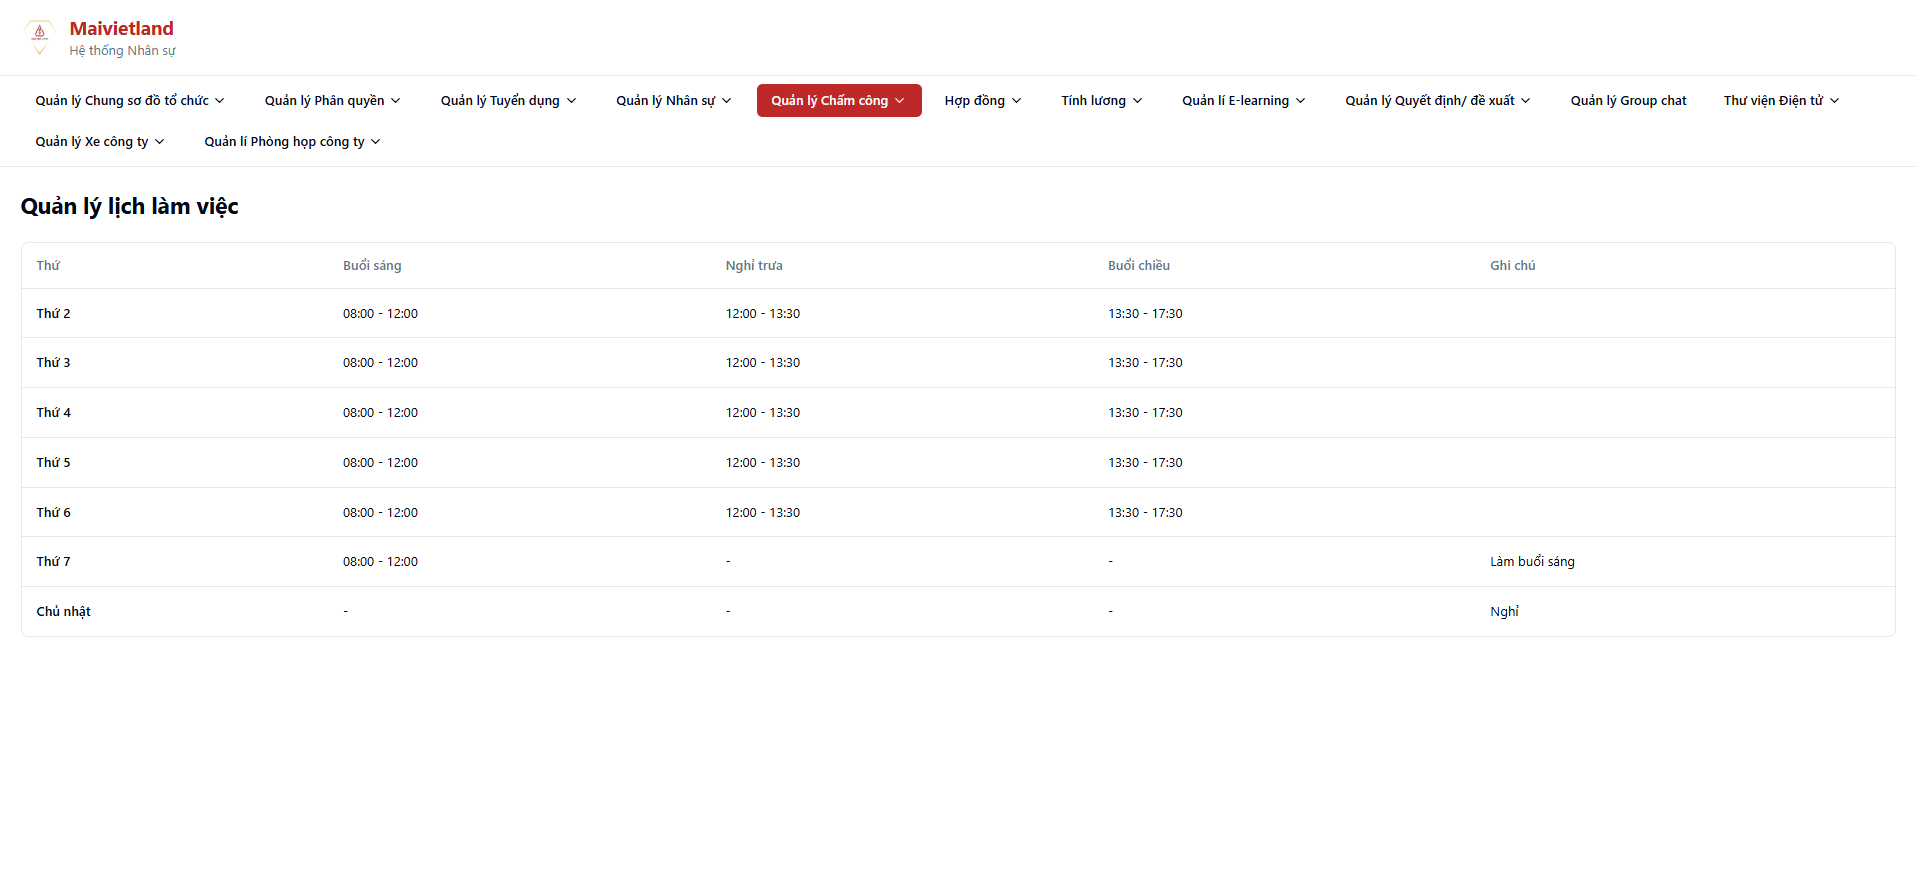 Maivietland
Hệ thống Nhân sự
Quản lý Chung sơ đồ tổ chức Quản lý Phân quyền Quản lý Tuyển dụng Quản lý Nhân sự Quản lý Chấm công Hợp đồng Tính lương Quản lí E-learning Quản lý Quyết định/ đề xuất Quản lý Group chat Thư viện Điện tử
Quản lý Xe công ty Quản lí Phòng họp công ty
Quản lý lịch làm việc
Thứ Buổi sáng Nghỉ trưa Buổi chiều Ghi chú
Thứ 2 08:00 - 12:00 12:00 - 13:30 13:30 - 17:30
Thứ 3 08:00 - 12:00 12:00 - 13:30 13:30 - 17:30
Thứ 4 08:00 - 12:00 12:00 - 13:30 13:30 - 17:30
Thứ 5 08:00 - 12:00 12:00 - 13:30 13:30 - 17:30
Thứ 6 08:00 - 12:00 12:00 - 13:30 13:30 - 17:30
Thứ 7 08:00 - 12:00 - - Làm buổi sáng
Chủ nhật - - - Nghỉ